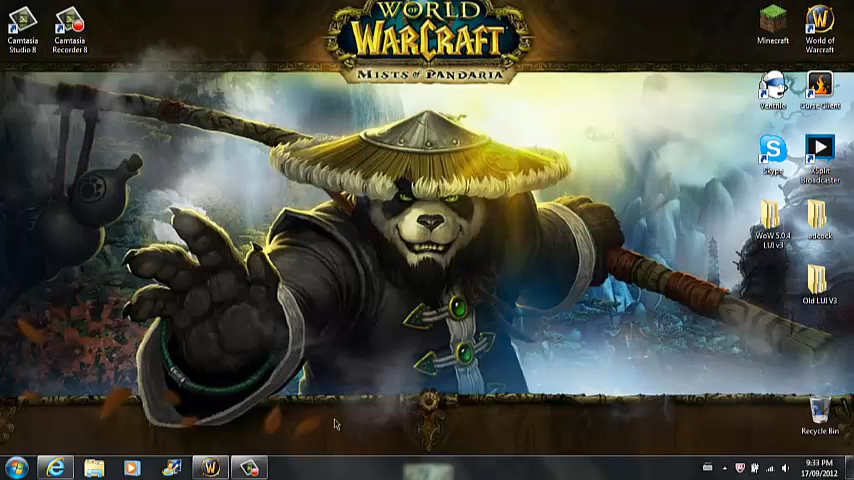 WORLD
OF
WARCRAFT
MISTS of PANDARIA
Camtasia
Studio 8
Camtasia
Recorder 8
Minecraft
World of
Warcraft
Ventrilo
Curse Client
Skype
XSplit
Broadcaster
WoW 5.0.4
LUI v3
adcock
Old LUI V3
Recycle Bin
9:33 PM
17/09/2012